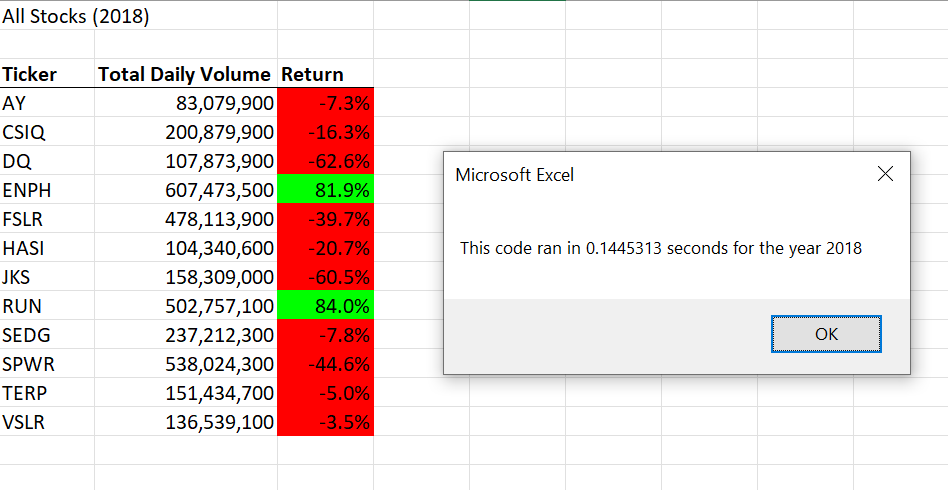 All Stocks (2018)
Ticker Total Daily Volume Return
AY 83,079,900 -7.3%
CSIQ 200,879,900 -16.3%
DQ 107,873,900 -62.6%
ENPH 607,473,500 81.9%
FSLR 478,113,900 -39.7%
HASI 104,340,600 -20.7%
JKS 158,309,000 -60.5%
RUN 502,757,100 84.0%
SEDG 237,212,300 -7.8%
SPWR 538,024,300 -44.6%
TERP 151,434,700 -5.0%
VSLR 136,539,100 -3.5%
Microsoft Excel
This code ran in 0.1445313 seconds for the year 2018
OK